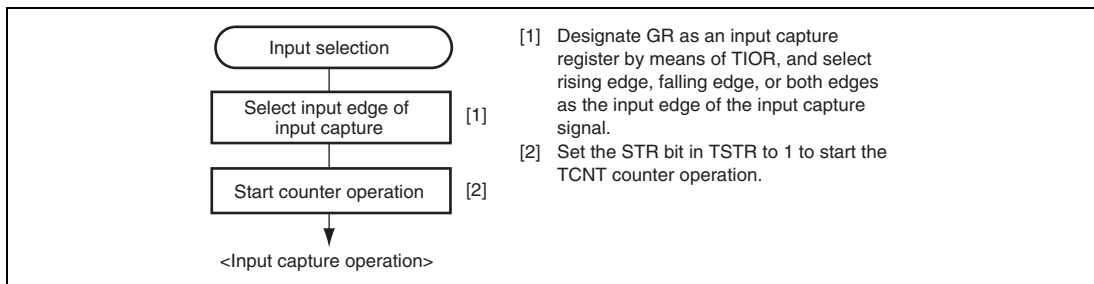 Input selection
Select input edge of
input capture
[1]
Start counter operation
[2]
<Input capture operation>
[1] Designate GR as an input capture
register by means of TIOR, and select
rising edge, falling edge, or both edges
as the input edge of the input capture
signal.
[2] Set the STR bit in TSTR to 1 to start the
TCNT counter operation.